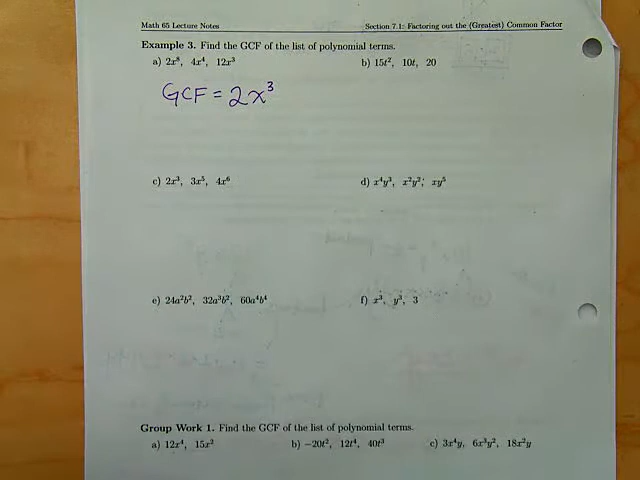 Math 65 Lecture Notes Section 7.1: Factoring out the (Greatest) Common Factor
Example 3. Find the GCF of the list of polynomial terms.
a) 2x⁸, 4x⁴, 12x³ b) 15t², 10t, 20
GCF = 2x³
c) 2x³, 3x⁵, 4x⁶ d) x⁴y³, x²y², xy⁵
e) 24a²b², 32a³b², 60a⁴b⁴ f) x³, y³, 3
Group Work 1. Find the GCF of the list of polynomial terms.
a) 12x⁴, 15x² b) −20t², 12t⁴, 40t³ c) 3x⁴y, 6x³y², 18x²y